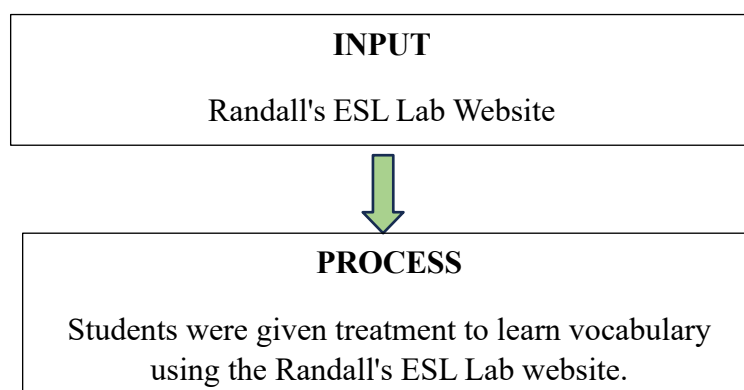 INPUT
Randall's ESL Lab Website
PROCESS
Students were given treatment to learn vocabulary
using the Randall's ESL Lab website.